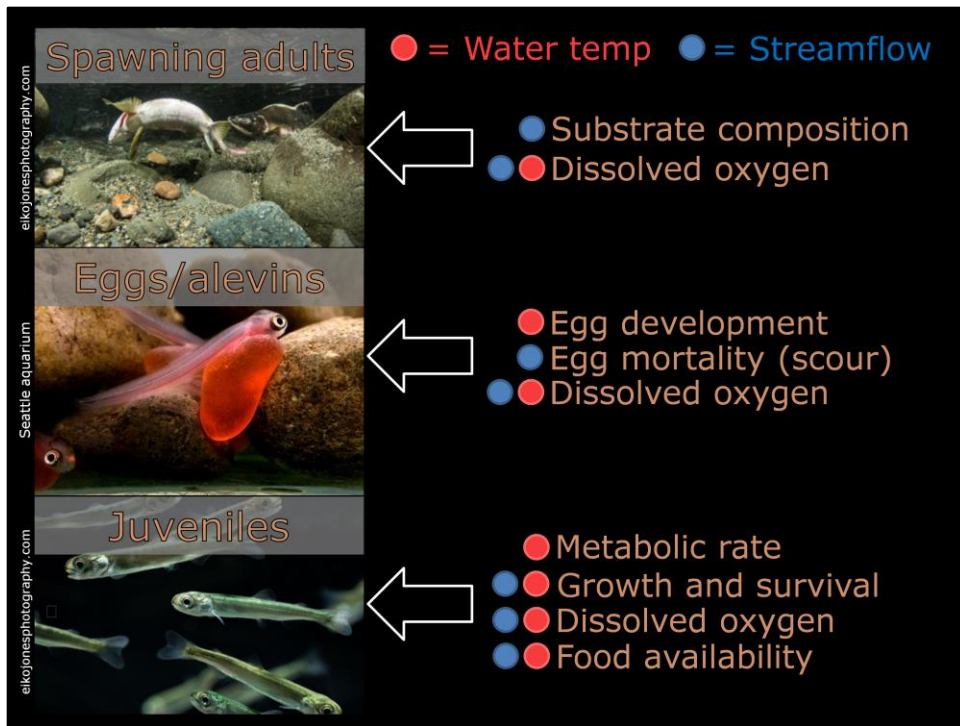 Spawning adults
= Water temp
= Streamflow
eikojonesphotography.com
Substrate composition
Dissolved oxygen
Eggs/alevins
Seattle aquarium
Egg development
Egg mortality (scour)
Dissolved oxygen
Juveniles
eikojonesphotography.com
Metabolic rate
Growth and survival
Dissolved oxygen
Food availability